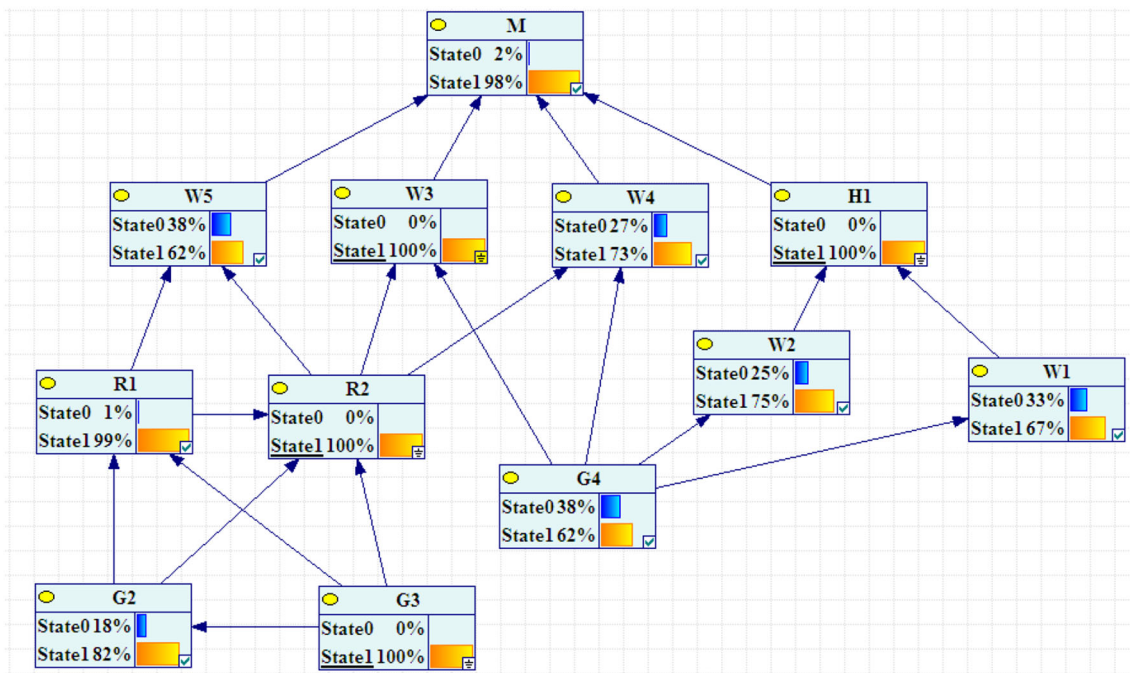 M
State0 2%
State1 98%
W5
State0 38%
State1 62%
W3
State0 0%
State1 100%
W4
State0 27%
State1 73%
H1
State0 0%
State1 100%
W2
State0 25%
State1 75%
W1
State0 33%
State1 67%
R1
State0 1%
State1 99%
R2
State0 0%
State1 100%
G4
State0 38%
State1 62%
G2
State0 18%
State1 82%
G3
State0 0%
State1 100%